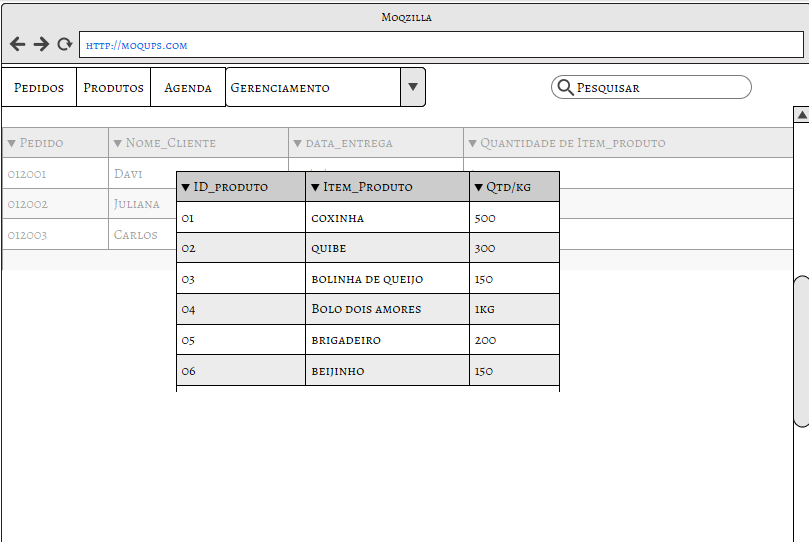 Moqzilla
http://moqups.com
Pedidos Produtos Agenda Gerenciamento Pesquisar
Pedido Nome_Cliente data_entrega Quantidade de Item_produto
012001 Davi
ID_produto Item_Produto Qtd/kg
012002 Juliana
01 coxinha 500
012003 Carlos
02 quibe 300
03 bolinha de queijo 150
04 Bolo dois amores 1kg
05 brigadeiro 200
06 beijinho 150